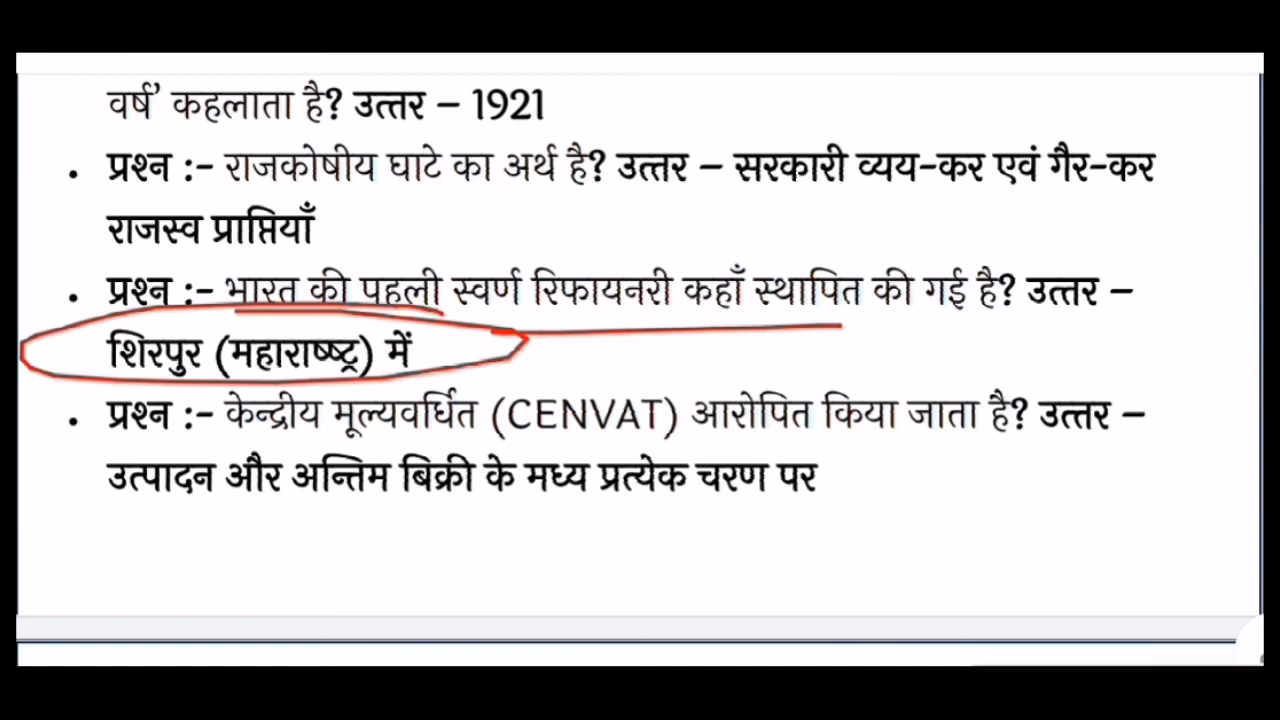 वर्ष’ कहलाता है? उत्तर – 1921
• प्रश्न :- राजकोषीय घाटे का अर्थ है? उत्तर – सरकारी व्यय-कर एवं गैर-कर
राजस्व प्राप्तियाँ
• प्रश्न :- भारत की पहली स्वर्ण रिफायनरी कहाँ स्थापित की गई है? उत्तर –
शिरपुर (महाराष्ष्ट्र) में
• प्रश्न :- केन्द्रीय मूल्यवर्धित (CENVAT) आरोपित किया जाता है? उत्तर –
उत्पादन और अन्तिम बिक्री के मध्य प्रत्येक चरण पर